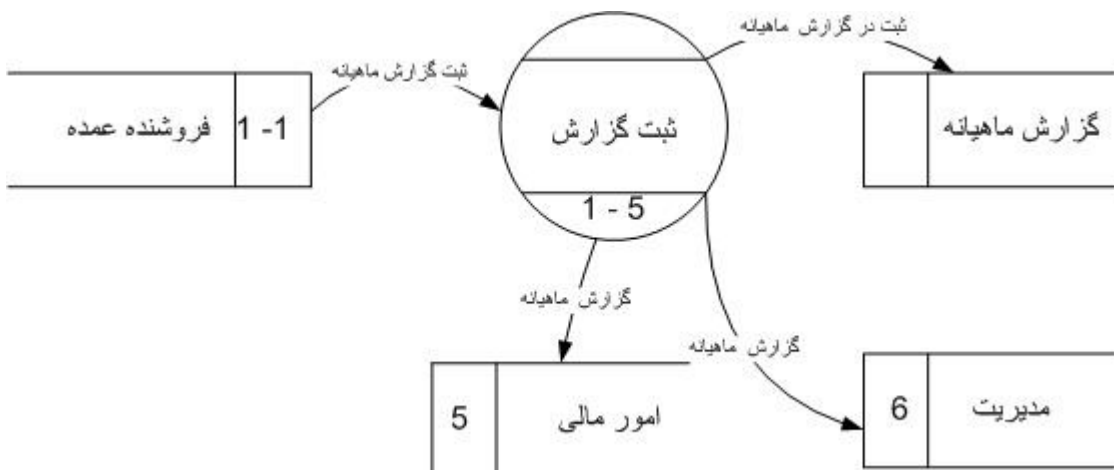 ثبت در گزارش ماهیانه
ثبت گزارش ماهیانه
فروشنده عمده
1 -1
ثبت گزارش
1 - 5
گزارش ماهیانه
گزارش ماهیانه
گزارش ماهیانه
5
امور مالی
6
مدیریت